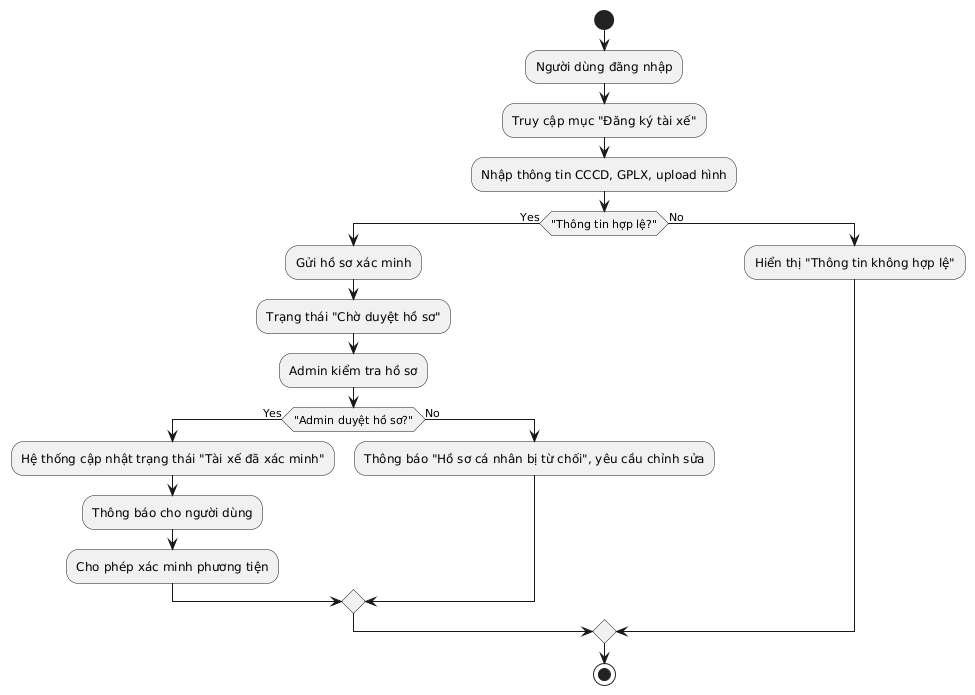 Người dùng đăng nhập
Truy cập mục "Đăng ký tài xế"
Nhập thông tin CCCD, GPLX, upload hình
Yes
"Thông tin hợp lệ?"
No
Gửi hồ sơ xác minh
Hiển thị "Thông tin không hợp lệ"
Trạng thái "Chờ duyệt hồ sơ"
Admin kiểm tra hồ sơ
Yes
"Admin duyệt hồ sơ?"
No
Hệ thống cập nhật trạng thái "Tài xế đã xác minh"
Thông báo "Hồ sơ cá nhân bị từ chối", yêu cầu chỉnh sửa
Thông báo cho người dùng
Cho phép xác minh phương tiện